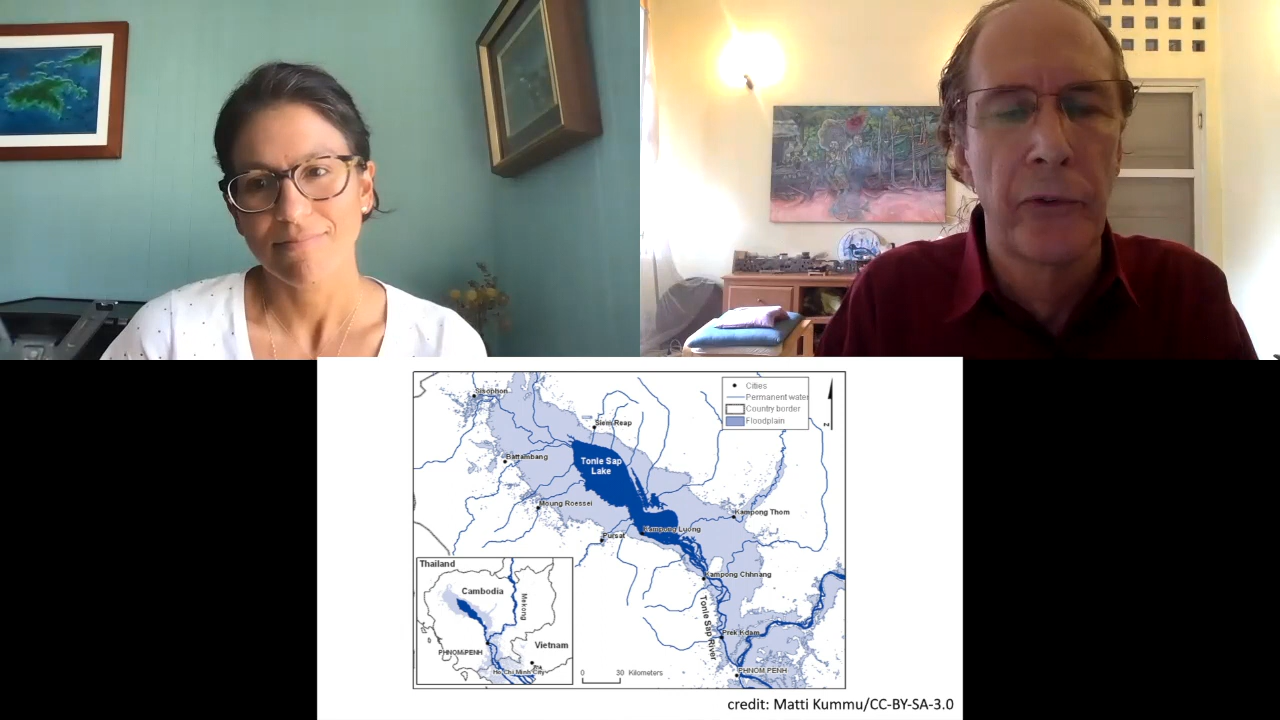 Cities
Permanent water
Country border
Floodplain
Sisophon
Siem Reap
Battambang
Tonle Sap
Lake
Moung Roessei
Kampong Thom
Kampong Luong
Pursat
Kampong Chhnang
Tonle Sap River
Prek Kdam
PHNOM PENH
0 30 Kilometers
Thailand
Cambodia
Mekong
Vietnam
PHNOM PENH
Ho Chi Minh City
credit: Matti Kummu/CC-BY-SA-3.0